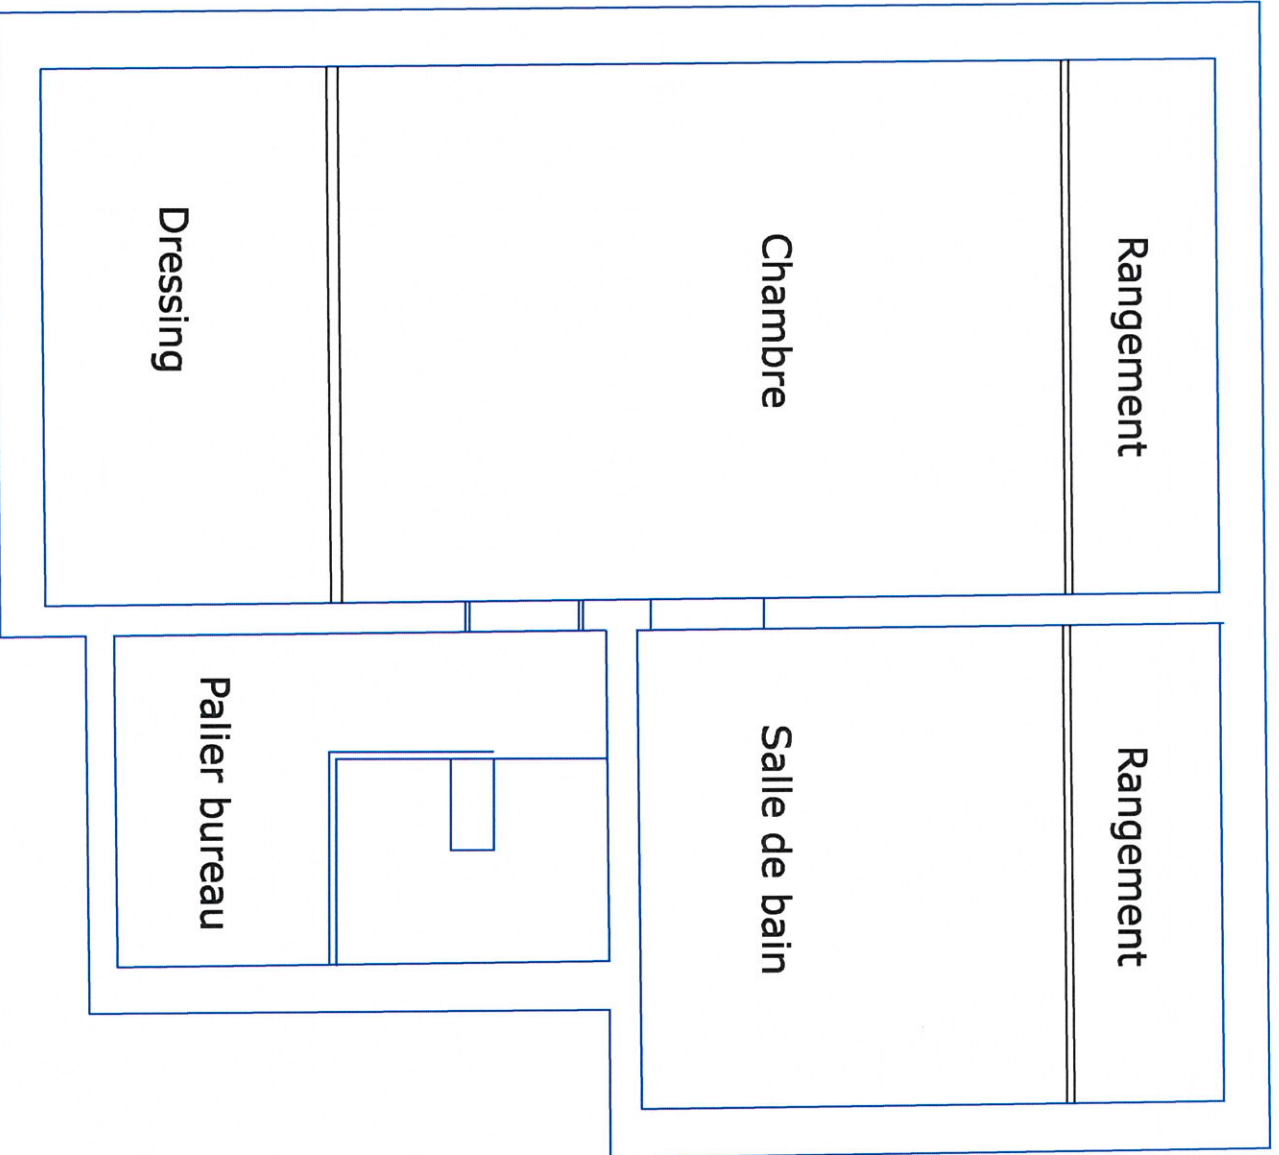 Rangement
Rangement
Chambre
Salle de bain
Dressing
Palier bureau